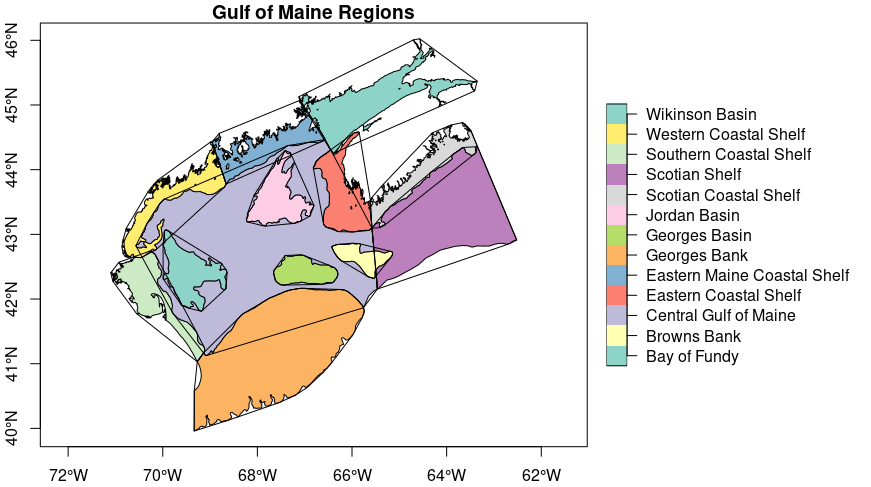 Gulf of Maine Regions
46°N
45°N
44°N
43°N
42°N
41°N
40°N
72°W
70°W
68°W
66°W
64°W
62°W
Wikinson Basin
Western Coastal Shelf
Southern Coastal Shelf
Scotian Shelf
Scotian Coastal Shelf
Jordan Basin
Georges Basin
Georges Bank
Eastern Maine Coastal Shelf
Eastern Coastal Shelf
Central Gulf of Maine
Browns Bank
Bay of Fundy